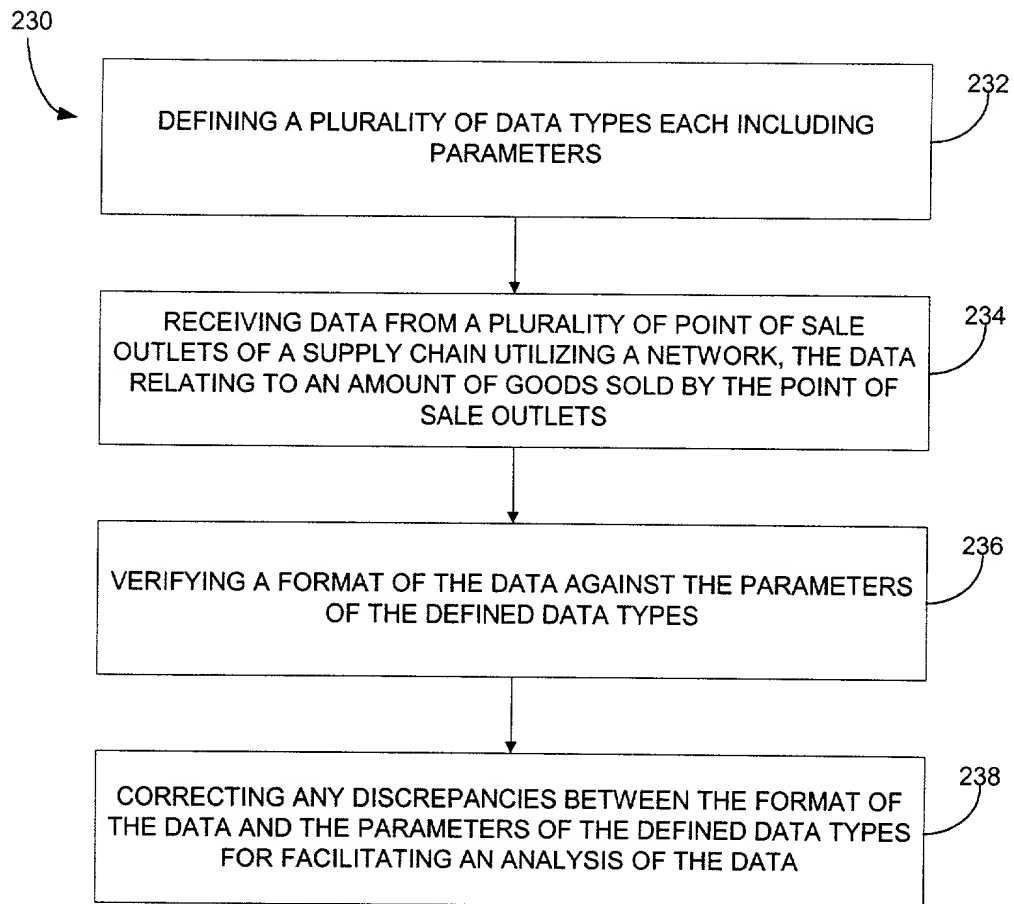 230
232
DEFINING A PLURALITY OF DATA TYPES EACH INCLUDING
PARAMETERS
234
RECEIVING DATA FROM A PLURALITY OF POINT OF SALE
OUTLETS OF A SUPPLY CHAIN UTILIZING A NETWORK, THE DATA
RELATING TO AN AMOUNT OF GOODS SOLD BY THE POINT OF
SALE OUTLETS
236
VERIFYING A FORMAT OF THE DATA AGAINST THE PARAMETERS
OF THE DEFINED DATA TYPES
238
CORRECTING ANY DISCREPANCIES BETWEEN THE FORMAT OF
THE DATA AND THE PARAMETERS OF THE DEFINED DATA TYPES
FOR FACILITATING AN ANALYSIS OF THE DATA